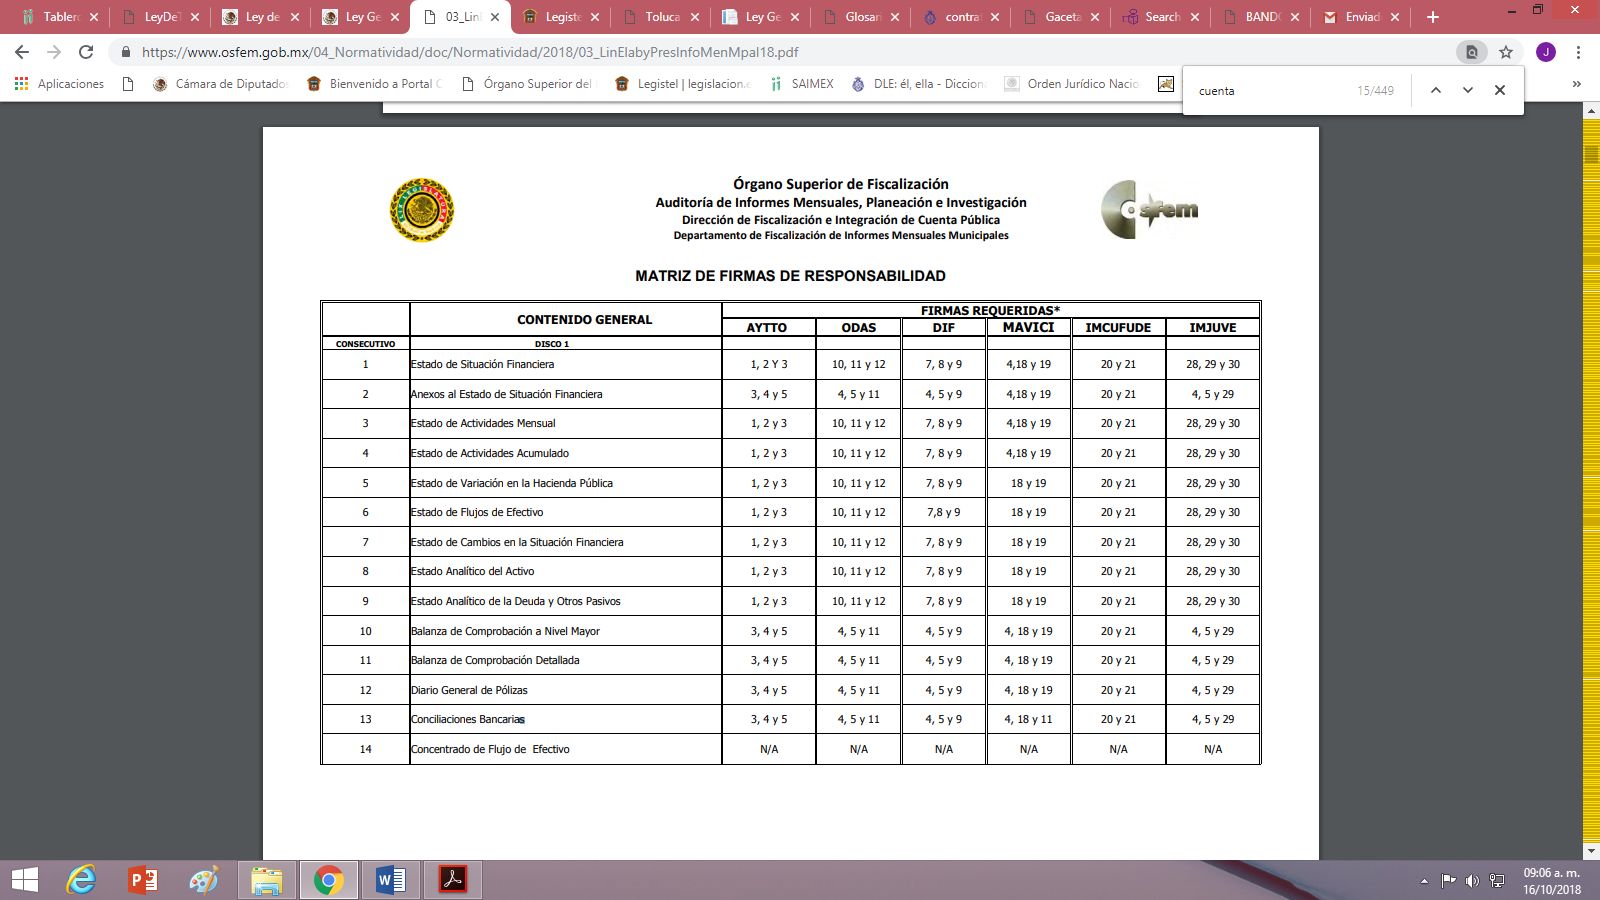 Tablero
LeyDeT
Ley de
Ley Ge
03_Lin
Legiste
Toluca
Ley Ge
Glosari
contrat
Gaceta
Search
BANDO
Enviad
https://www.osfem.gob.mx/04_Normatividad/doc/Normatividad/2018/03_LinElabyPresInfoMenMpal18.pdf
J
Aplicaciones
Cámara de Diputados
Bienvenido a Portal C
Órgano Superior del
Legistel | legislacion.e
SAIMEX
DLE: él, ella - Diccion
Orden Jurídico Nacio
»
cuenta 15/449
Órgano Superior de Fiscalización
Auditoría de Informes Mensuales, Planeación e Investigación
Dirección de Fiscalización e Integración de Cuenta Pública
Departamento de Fiscalización de Informes Mensuales Municipales
osfem
MATRIZ DE FIRMAS DE RESPONSABILIDAD
CONTENIDO GENERAL FIRMAS REQUERIDAS*
AYTTO ODAS DIF MAVICI IMCUFUDE IMJUVE
CONSECUTIVO DISCO 1
1 Estado de Situación Financiera 1, 2 Y 3 10, 11 y 12 7, 8 y 9 4,18 y 19 20 y 21 28, 29 y 30
2 Anexos al Estado de Situación Financiera 3, 4 y 5 4, 5 y 11 4, 5 y 9 4,18 y 19 20 y 21 4, 5 y 29
3 Estado de Actividades Mensual 1, 2 y 3 10, 11 y 12 7, 8 y 9 4,18 y 19 20 y 21 28, 29 y 30
4 Estado de Actividades Acumulado 1, 2 y 3 10, 11 y 12 7, 8 y 9 4,18 y 19 20 y 21 28, 29 y 30
5 Estado de Variación en la Hacienda Pública 1, 2 y 3 10, 11 y 12 7, 8 y 9 18 y 19 20 y 21 28, 29 y 30
6 Estado de Flujos de Efectivo 1, 2 y 3 10, 11 y 12 7,8 y 9 18 y 19 20 y 21 28, 29 y 30
7 Estado de Cambios en la Situación Financiera 1, 2 y 3 10, 11 y 12 7, 8 y 9 18 y 19 20 y 21 28, 29 y 30
8 Estado Analítico del Activo 1, 2 y 3 10, 11 y 12 7, 8 y 9 18 y 19 20 y 21 28, 29 y 30
9 Estado Analítico de la Deuda y Otros Pasivos 1, 2 y 3 10, 11 y 12 7, 8 y 9 18 y 19 20 y 21 28, 29 y 30
10 Balanza de Comprobación a Nivel Mayor 3, 4 y 5 4, 5 y 11 4, 5 y 9 4, 18 y 19 20 y 21 4, 5 y 29
11 Balanza de Comprobación Detallada 3, 4 y 5 4, 5 y 11 4, 5 y 9 4, 18 y 19 20 y 21 4, 5 y 29
12 Diario General de Pólizas 3, 4 y 5 4, 5 y 11 4, 5 y 9 4, 18 y 19 20 y 21 4, 5 y 29
13 Conciliaciones Bancarias 3, 4 y 5 4, 5 y 11 4, 5 y 9 4, 18 y 11 20 y 21 4, 5 y 29
14 Concentrado de Flujo de Efectivo N/A N/A N/A N/A N/A N/A
09:06 a. m.
16/10/2018